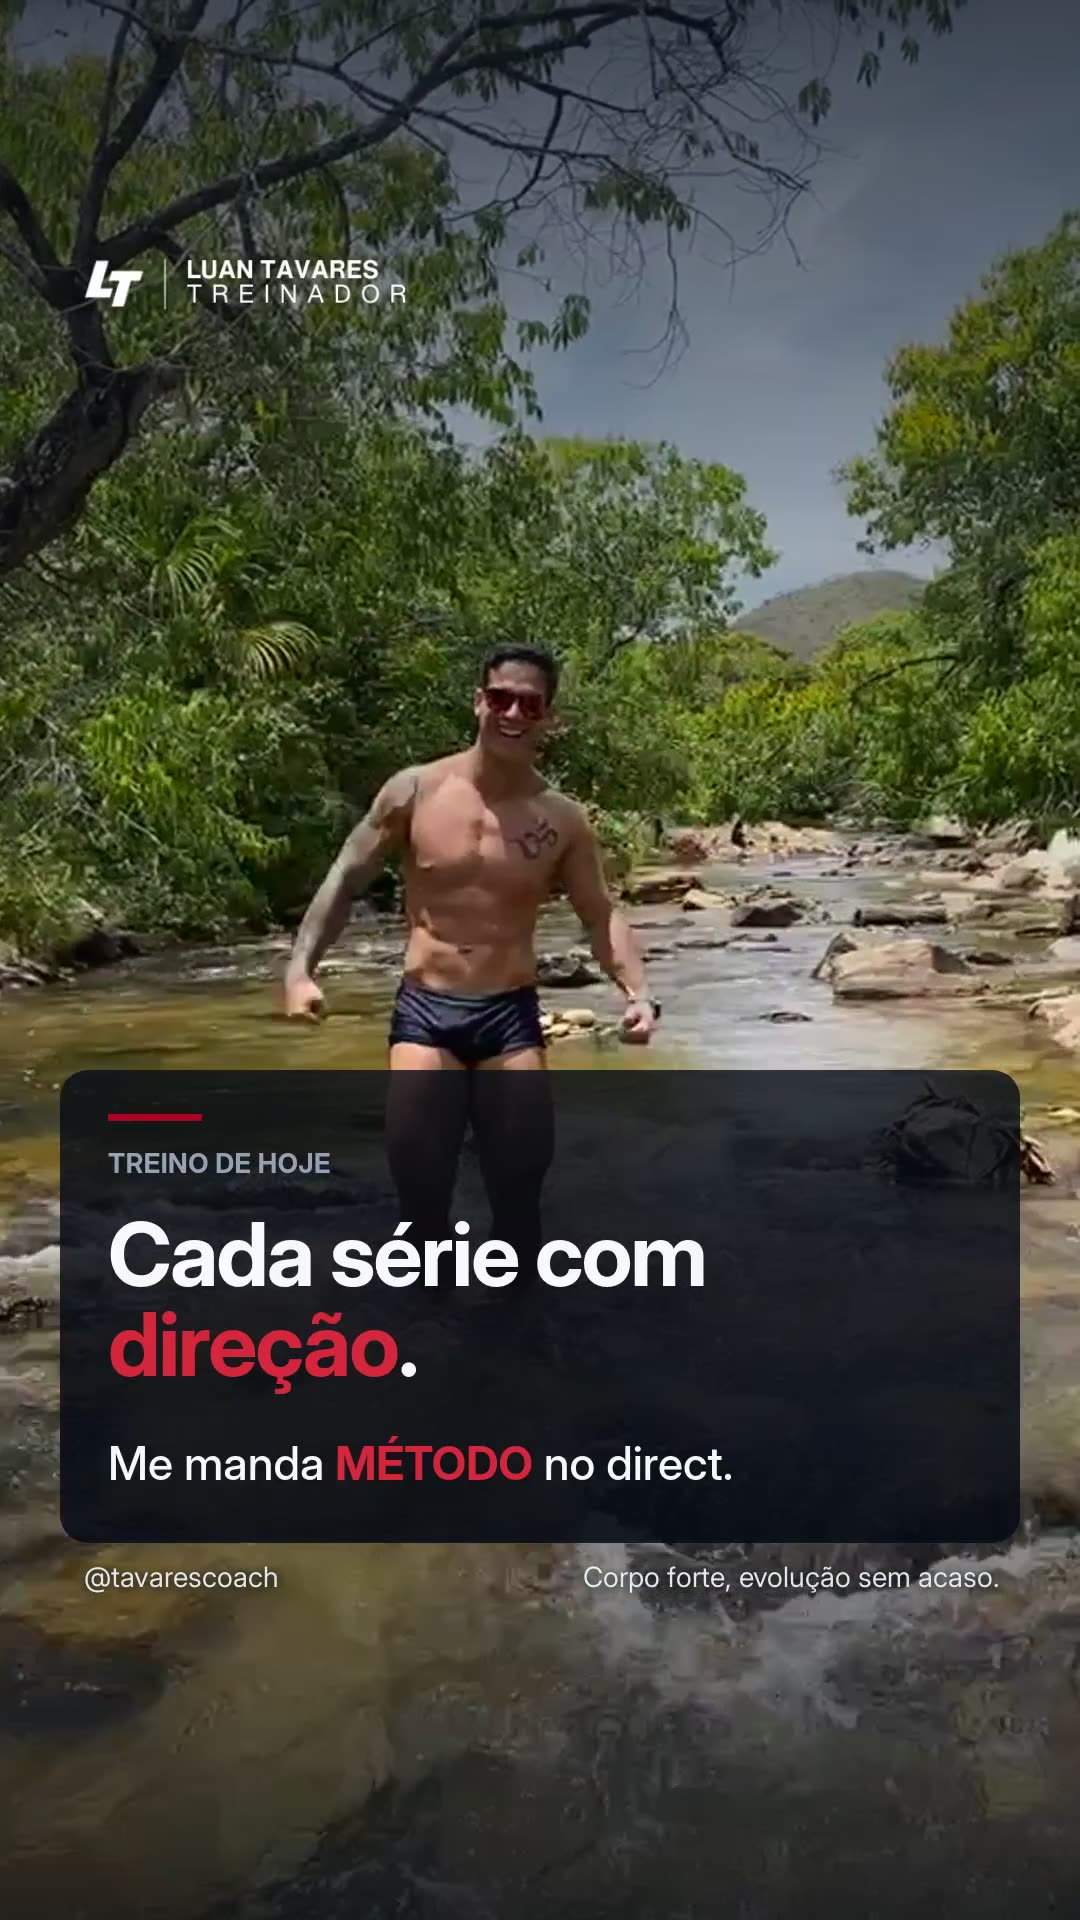 LT
LUAN TAVARES
TREINADOR
TREINO DE HOJE
Cada série com
direção.
Me manda MÉTODO no direct.
@tavarescoach
Corpo forte, evolução sem acaso.